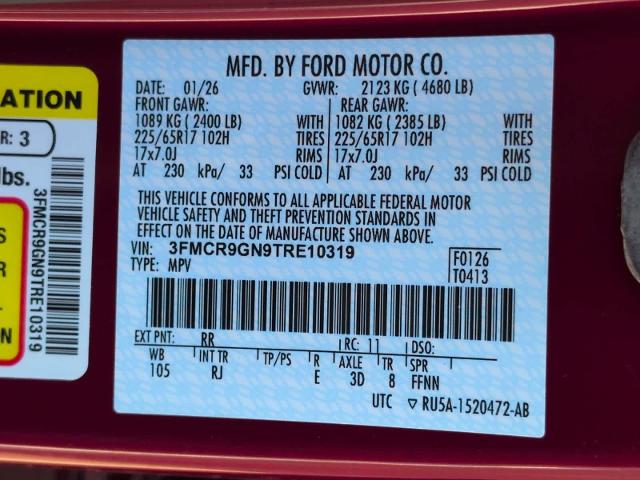 MFD. BY FORD MOTOR CO.
DATE: 01/26 GVWR: 2123 KG ( 4680 LB)
FRONT GAWR: REAR GAWR:
1089 KG ( 2400 LB) WITH 1082 KG ( 2385 LB) WITH
225/65R17 102H TIRES 225/65R17 102H TIRES
17x7.0J RIMS 17x7.0J RIMS
AT 230 kPa/ 33 PSI COLD AT 230 kPa/ 33 PSI COLD
THIS VEHICLE CONFORMS TO ALL APPLICABLE FEDERAL MOTOR
VEHICLE SAFETY AND THEFT PREVENTION STANDARDS IN
EFFECT ON THE DATE OF MANUFACTURE SHOWN ABOVE.
VIN: 3FMCR9GN9TRE10319
TYPE: MPV
F0126
T0413
EXT PNT: RR RC: 11 DSO:
WB INT TR TP/PS R AXLE TR SPR
105 RJ E 3D 8 FFNN
UTC ▽ RU5A-1520472-AB
R: 3
lbs.
3FMCR9GN9TRE10319